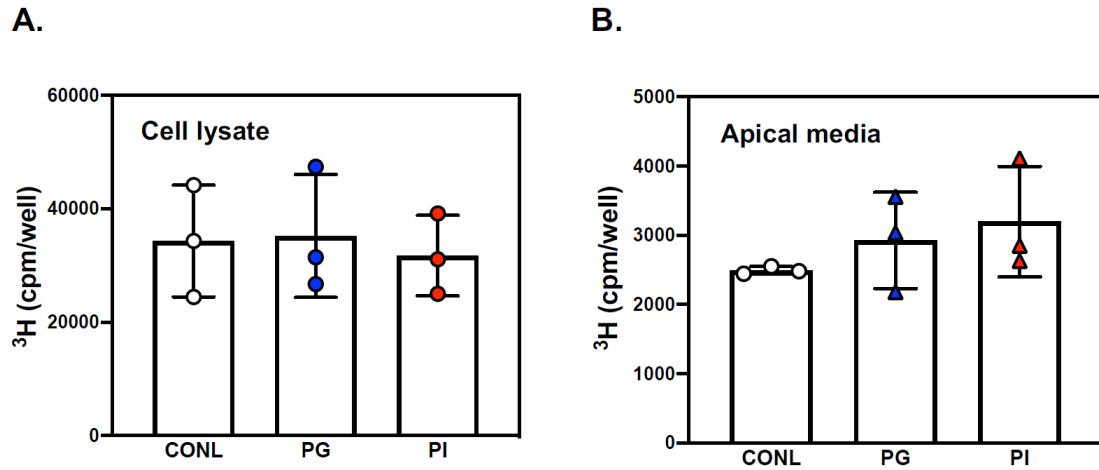 A.
Cell lysate
³H (cpm/well)
60000
40000
20000
0
CONL PG PI
B.
Apical media
³H (cpm/well)
5000
4000
3000
2000
1000
0
CONL PG PI